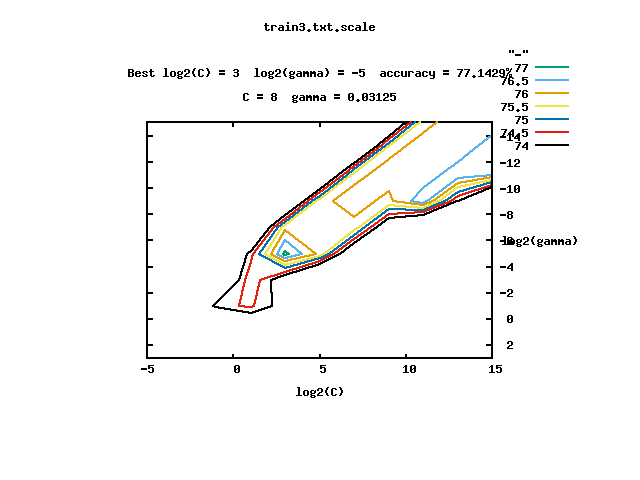 train3.txt.scale
"-"
Best log2(C) = 3 log2(gamma) = -5 accuracy = 77.1429%
77
76.5
C = 8 gamma = 0.03125
76
75.5
75
74.5
-14
74
-12
-10
-8
-6
log2(gamma)
-4
-2
0
2
-5 0 5 10 15
log2(C)